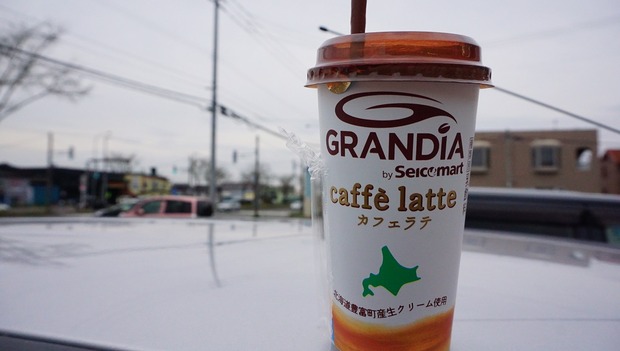 GRANDIA
by Seicomart
caffè latte
カフェラテ
北海道豊富町産生クリーム使用